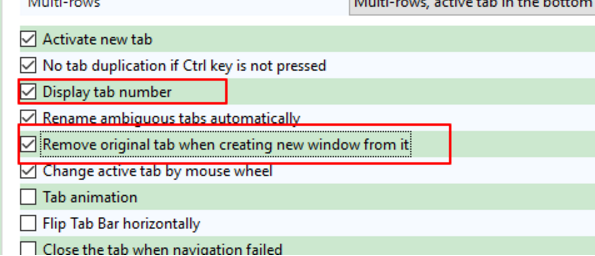 Multi-rows
Multi-rows, active tab in the bottom
Activate new tab
No tab duplication if Ctrl key is not pressed
Display tab number
Rename ambiguous tabs automatically
Remove original tab when creating new window from it
Change active tab by mouse wheel
Tab animation
Flip Tab Bar horizontally
Close the tab when navigation failed